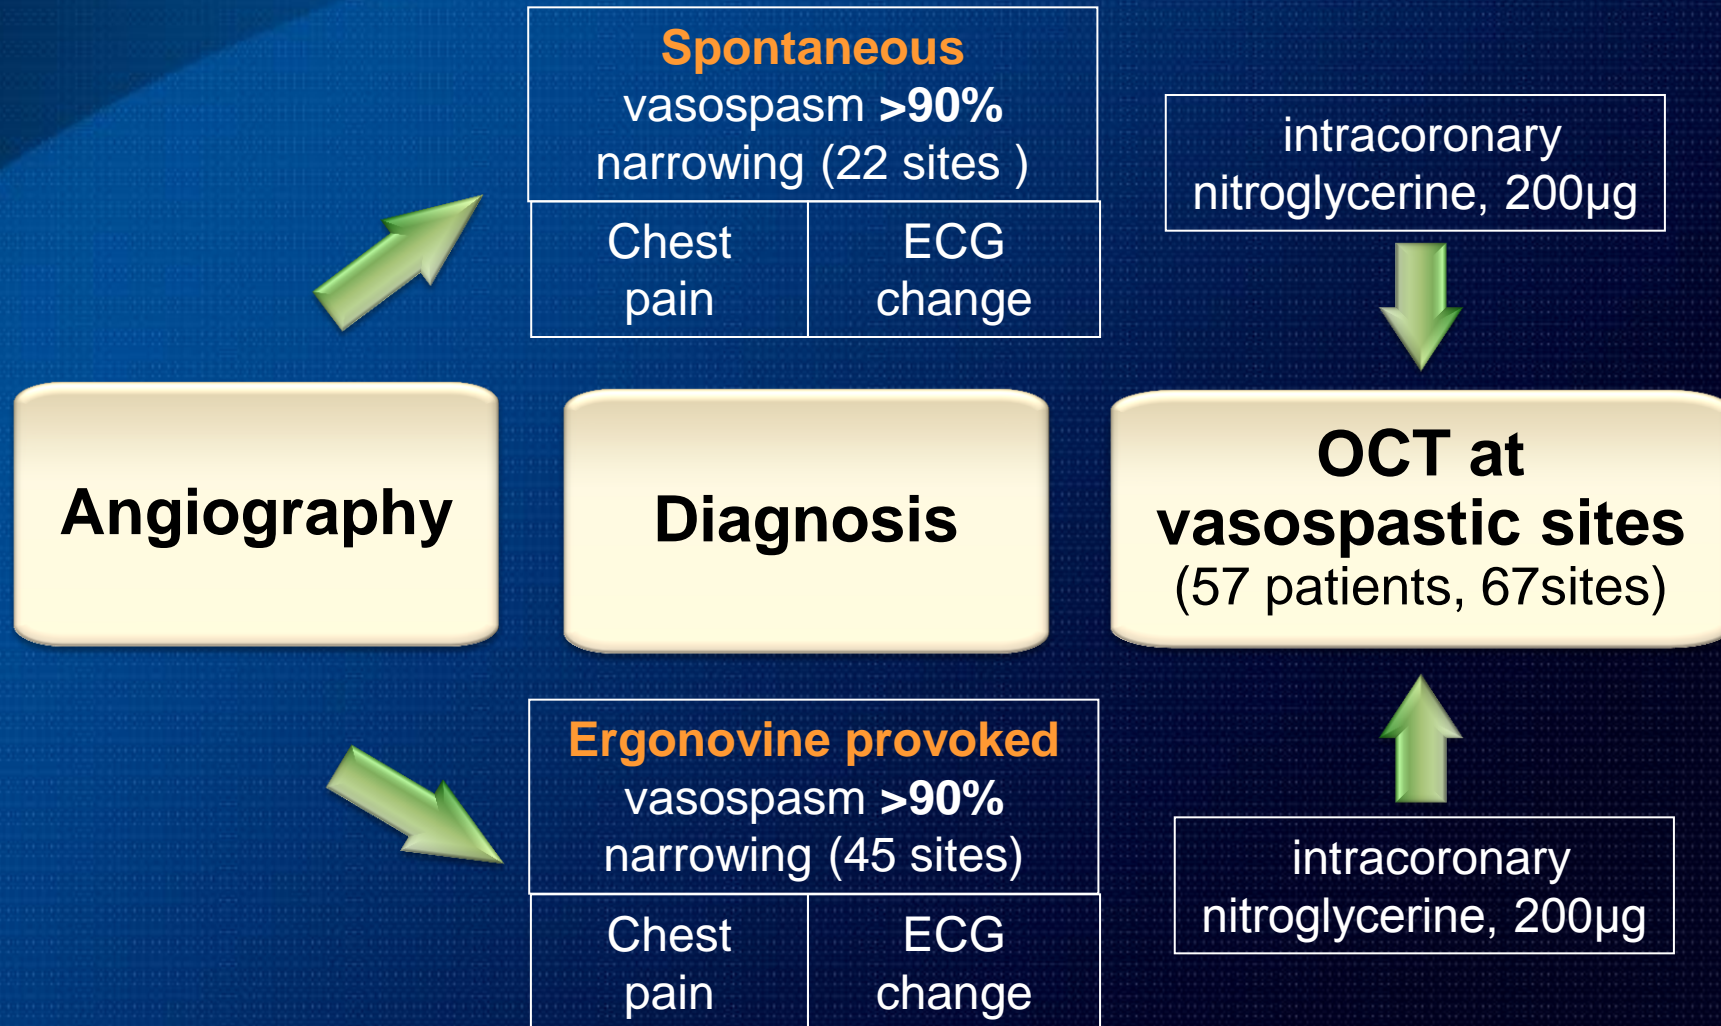 Spontaneous
vasospasm >90%
narrowing (22 sites )
Chest
pain
ECG
change
intracoronary
nitroglycerine, 200µg
Angiography
Diagnosis
OCT at
vasospastic sites
(57 patients, 67sites)
Ergonovine provoked
vasospasm >90%
narrowing (45 sites)
Chest
pain
ECG
change
intracoronary
nitroglycerine, 200µg